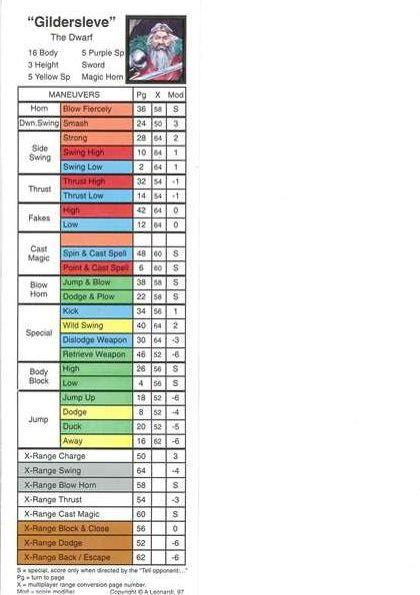 “Gildersleve”
The Dwarf
16 Body 5 Purple Sp
3 Height Sword
5 Yellow Sp Magic Horn
MANEUVERS Pg X Mod
Horn Blow Fiercely 36 58 S
Dwn.Swing Smash 24 50 3
Side Swing Strong 28 64 2
Swing High 10 64 1
Swing Low 2 64 1
Thrust Thrust High 32 54 -1
Thrust Low 14 54 -1
Fakes High 42 64 0
Low 12 64 0
Cast Magic
Spin & Cast Spell 48 60 S
Point & Cast Spell 6 60 S
Blow Horn Jump & Blow 38 58 S
Dodge & Plow 22 58 S
Special Kick 34 56 1
Wild Swing 40 64 2
Dislodge Weapon 30 64 -3
Retrieve Weapon 46 52 -6
Body Block High 26 56 S
Low 4 56 S
Jump Jump Up 18 52 -6
Dodge 8 52 -4
Duck 20 52 -5
Away 16 62 -6
X-Range Charge 50 3
X-Range Swing 64 -4
X-Range Blow Horn 58 S
X-Range Thrust 54 -3
X-Range Cast Magic 60 S
X-Range Block & Close 56 0
X-Range Dodge 52 -6
X-Range Back / Escape 62 -6
S = special, score only when directed by the "Tell opponent:..."
Pg = turn to page
X = multiplayer range conversion page number.
Mod = score modifier Copyright © A Leonardi, 97